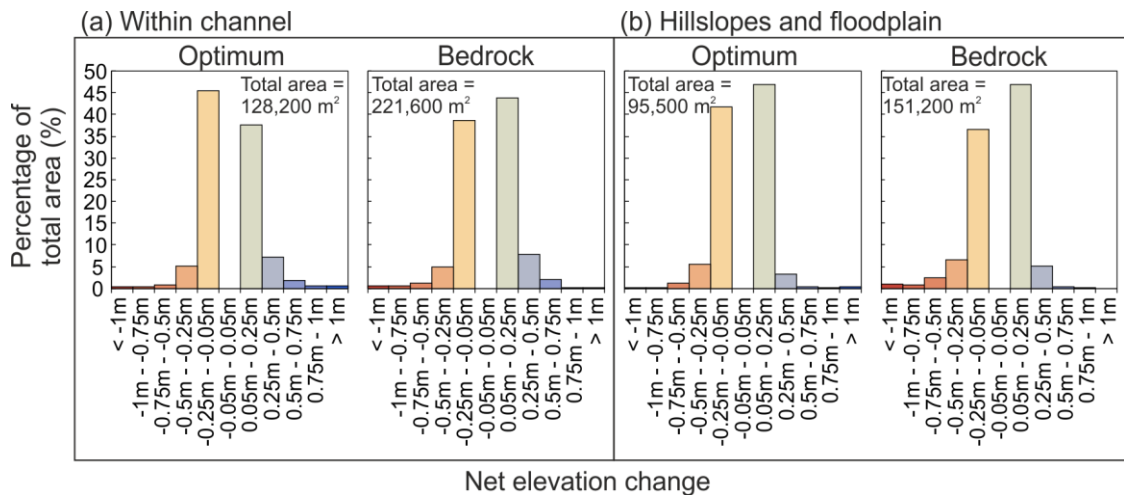 (a) Within channel
(b) Hillslopes and floodplain
Optimum
Bedrock
Optimum
Bedrock
Percentage of
total area (%)
50
45
40
35
30
25
20
15
10
5
0
Total area =
128,200 m²
Total area =
221,600 m²
Total area =
95,500 m²
Total area =
151,200 m²
< -1m
-1m - -0.75m
-0.75m - -0.5m
-0.5m - -0.25m
-0.25m - -0.05m
-0.05m - 0.05m
0.05m - 0.25m
0.25m - 0.5m
0.5m - 0.75m
0.75m - 1m
> 1m
< -1m
-1m - -0.75m
-0.75m - -0.5m
-0.5m - -0.25m
-0.25m - -0.05m
-0.05m - 0.05m
0.05m - 0.25m
0.25m - 0.5m
0.5m - 0.75m
0.75m - 1m
> 1m
< -1m
-1m - -0.75m
-0.75m - -0.5m
-0.5m - -0.25m
-0.25m - -0.05m
-0.05m - 0.05m
0.05m - 0.25m
0.25m - 0.5m
0.5m - 0.75m
0.75m - 1m
> 1m
< -1m
-1m - -0.75m
-0.75m - -0.5m
-0.5m - -0.25m
-0.25m - -0.05m
-0.05m - 0.05m
0.05m - 0.25m
0.25m - 0.5m
0.5m - 0.75m
0.75m - 1m
> 1m
Net elevation change